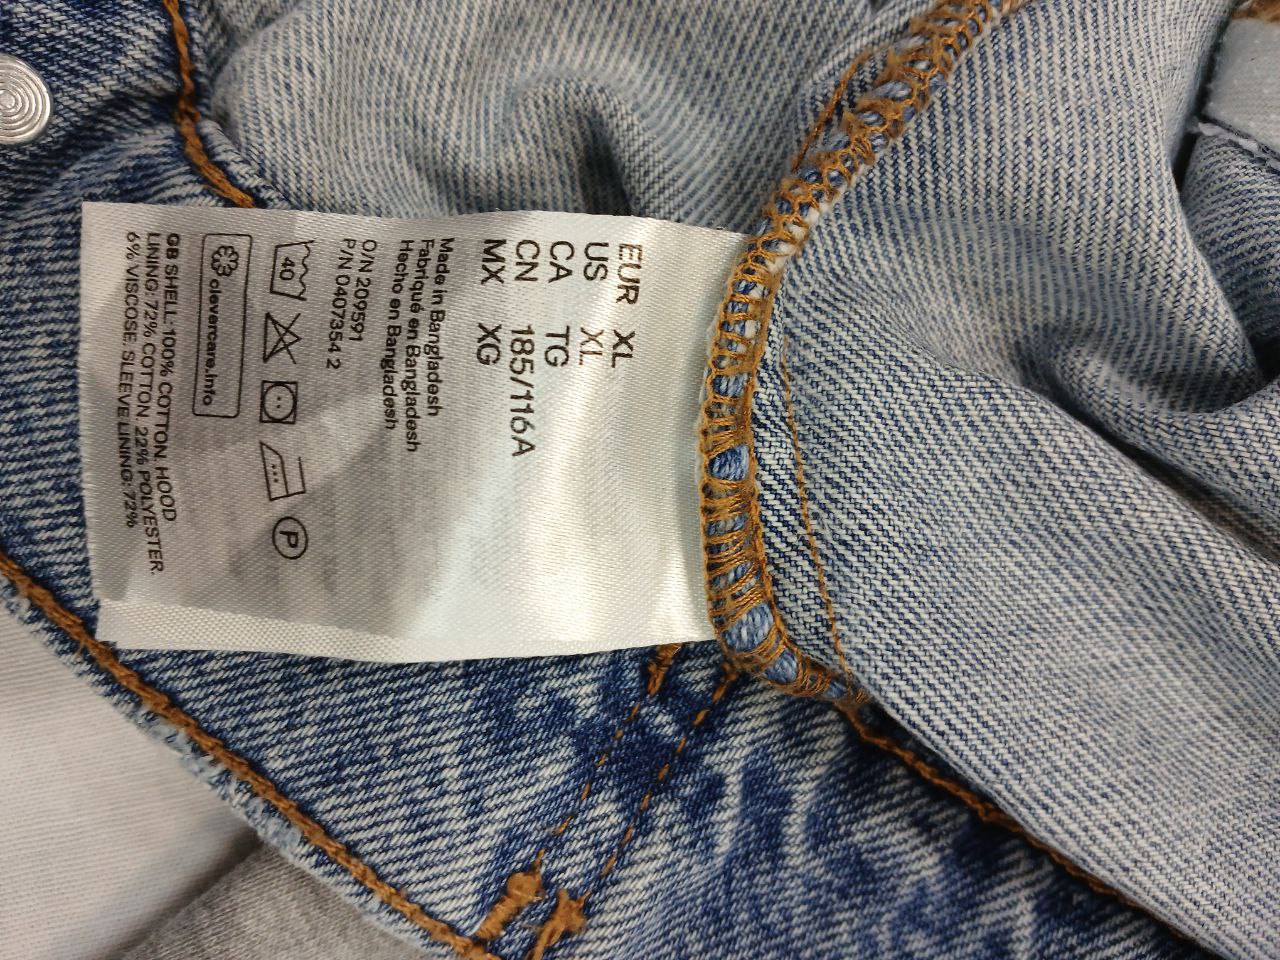 EUR XL
US XL
CA TG
CN 185/116A
MX XG
Made in Bangladesh
Fabriqué en Bangladesh
Hecho en Bangladesh
O/N 209591
P/N 0407354 2
40
P
clevercare.info
GB SHELL: 100% COTTON. HOOD
LINING: 72% COTTON. 22% POLYESTER.
6% VISCOSE. SLEEVE LINING: 72%